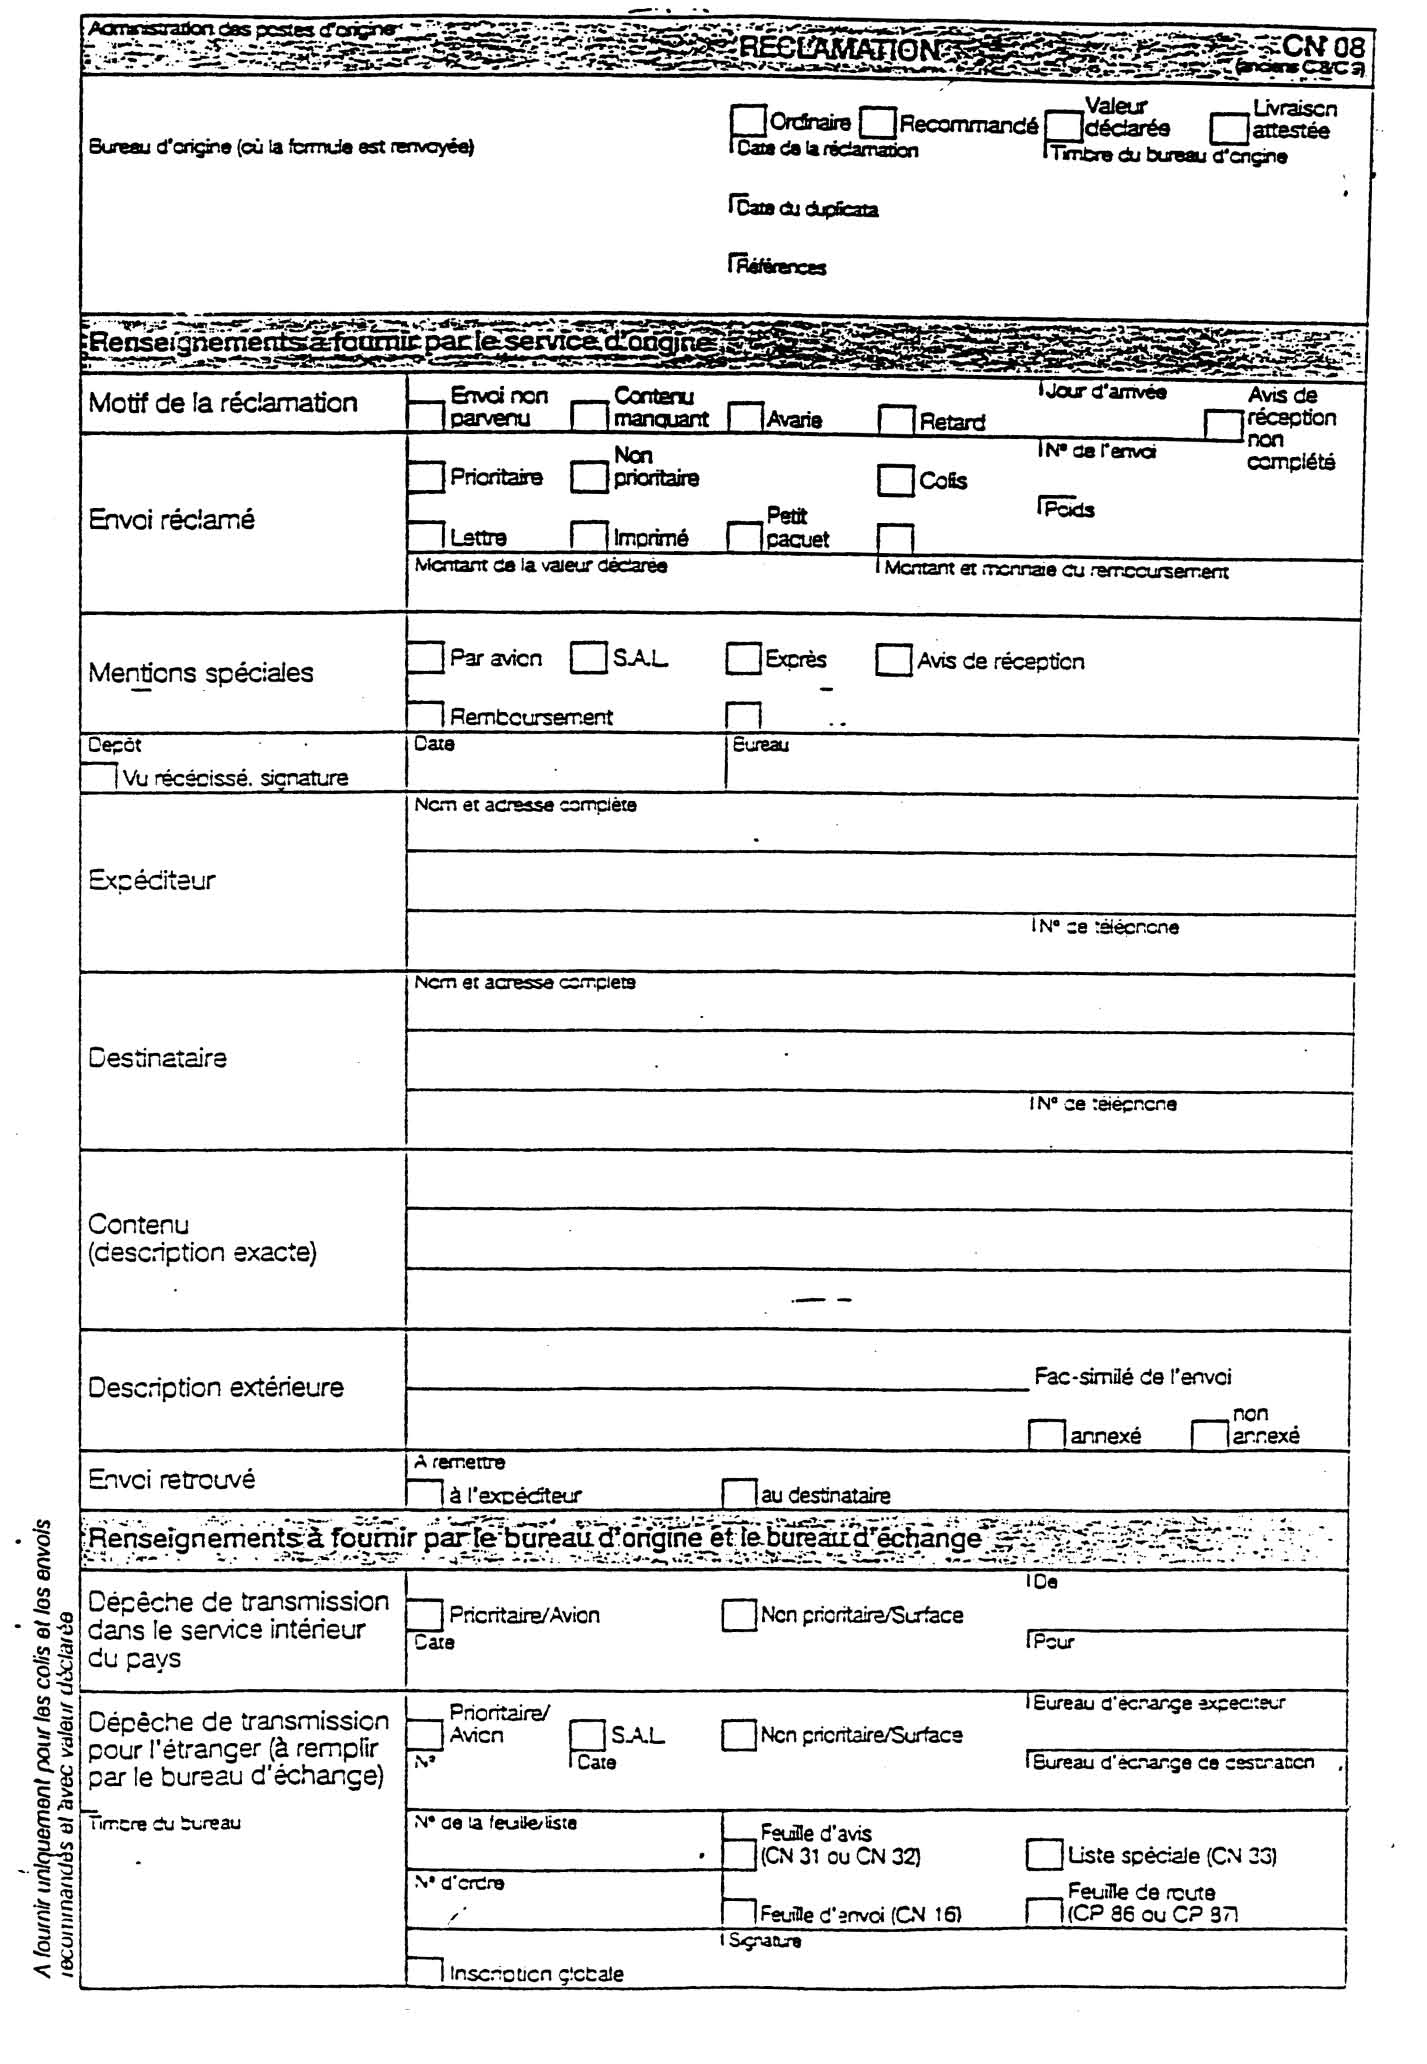 Administration des postes d'origine
RECLAMATION
CN 08
(anciens C8/C 9)
Bureau d'origine (où la formule est renvoyée)
Ordinaire
Recommandé
Valeur déclarée
Livraison attestée
Date de la réclamation
Timbre du bureau d'origine
Date du duplicata
Références
Renseignements à fournir par le service d'origine
Motif de la réclamation
Envoi non parvenu
Contenu manquant
Avarie
Retard
Jour d'arrivée
Avis de réception non complété
Envoi réclamé
Prioritaire
Non prioritaire
Colis
N° de l'envoi
Poids
Lettre
Imprimé
Petit paquet
Montant de la valeur déclarée
Montant et monnaie du remboursement
Mentions spéciales
Par avion
S.A.L.
Exprès
Avis de réception
Remboursement
Dépôt
Vu récépissé, signature
Date
Bureau
Expéditeur
Nom et adresse complète
N° de téléphone
Destinataire
Nom et adresse complète
N° de téléphone
Contenu
(description exacte)
Description extérieure
Fac-similé de l'envoi
annexé
non annexé
Envoi retrouvé
A remettre
à l'expéditeur
au destinataire
Renseignements à fournir par le bureau d'origine et le bureau d'échange
Dépêche de transmission
dans le service intérieur
du pays
Prioritaire/Avion
Non prioritaire/Surface
Date
De
Pour
Dépêche de transmission
pour l'étranger (à remplir
par le bureau d'échange)
Prioritaire/
Avion
S.A.L.
Non prioritaire/Surface
N°
Date
Bureau d'échange expéditeur
Bureau d'échange de destination
Timbre du bureau
N° de la feuille/liste
Feuille d'avis
(CN 31 ou CN 32)
Liste spéciale (CN 33)
N° d'ordre
Feuille d'envoi (CN 16)
Feuille de route
(CP 86 ou CP 87)
Signature
Inscription globale
A fournir uniquement pour les colis et les envois
recommandés et avec valeur déclarée